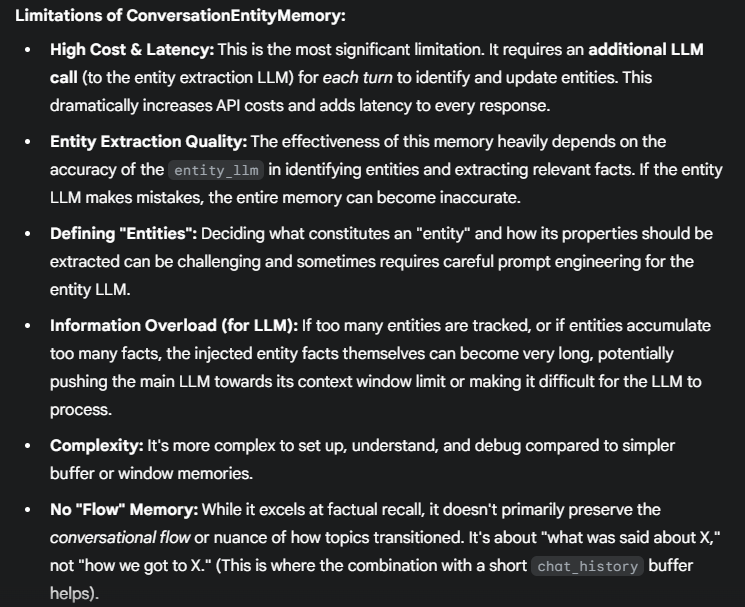 Limitations of ConversationEntityMemory:
• High Cost & Latency: This is the most significant limitation. It requires an additional LLM
call (to the entity extraction LLM) for each turn to identify and update entities. This
dramatically increases API costs and adds latency to every response.
• Entity Extraction Quality: The effectiveness of this memory heavily depends on the
accuracy of the entity_llm in identifying entities and extracting relevant facts. If the entity
LLM makes mistakes, the entire memory can become inaccurate.
• Defining "Entities": Deciding what constitutes an "entity" and how its properties should be
extracted can be challenging and sometimes requires careful prompt engineering for the
entity LLM.
• Information Overload (for LLM): If too many entities are tracked, or if entities accumulate
too many facts, the injected entity facts themselves can become very long, potentially
pushing the main LLM towards its context window limit or making it difficult for the LLM to
process.
• Complexity: It's more complex to set up, understand, and debug compared to simpler
buffer or window memories.
• No "Flow" Memory: While it excels at factual recall, it doesn't primarily preserve the
conversational flow or nuance of how topics transitioned. It's about "what was said about X,"
not "how we got to X." (This is where the combination with a short chat_history buffer
helps).